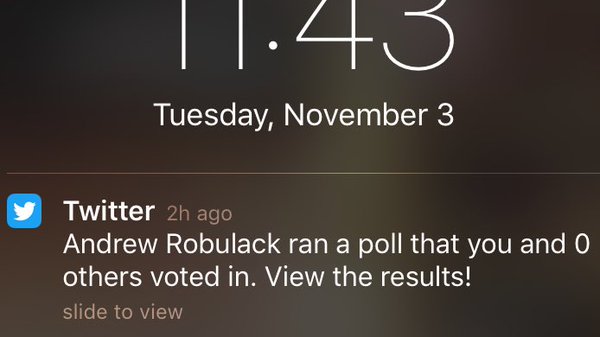 11:43
Tuesday, November 3
Twitter 2h ago
Andrew Robulack ran a poll that you and 0
others voted in. View the results!
slide to view